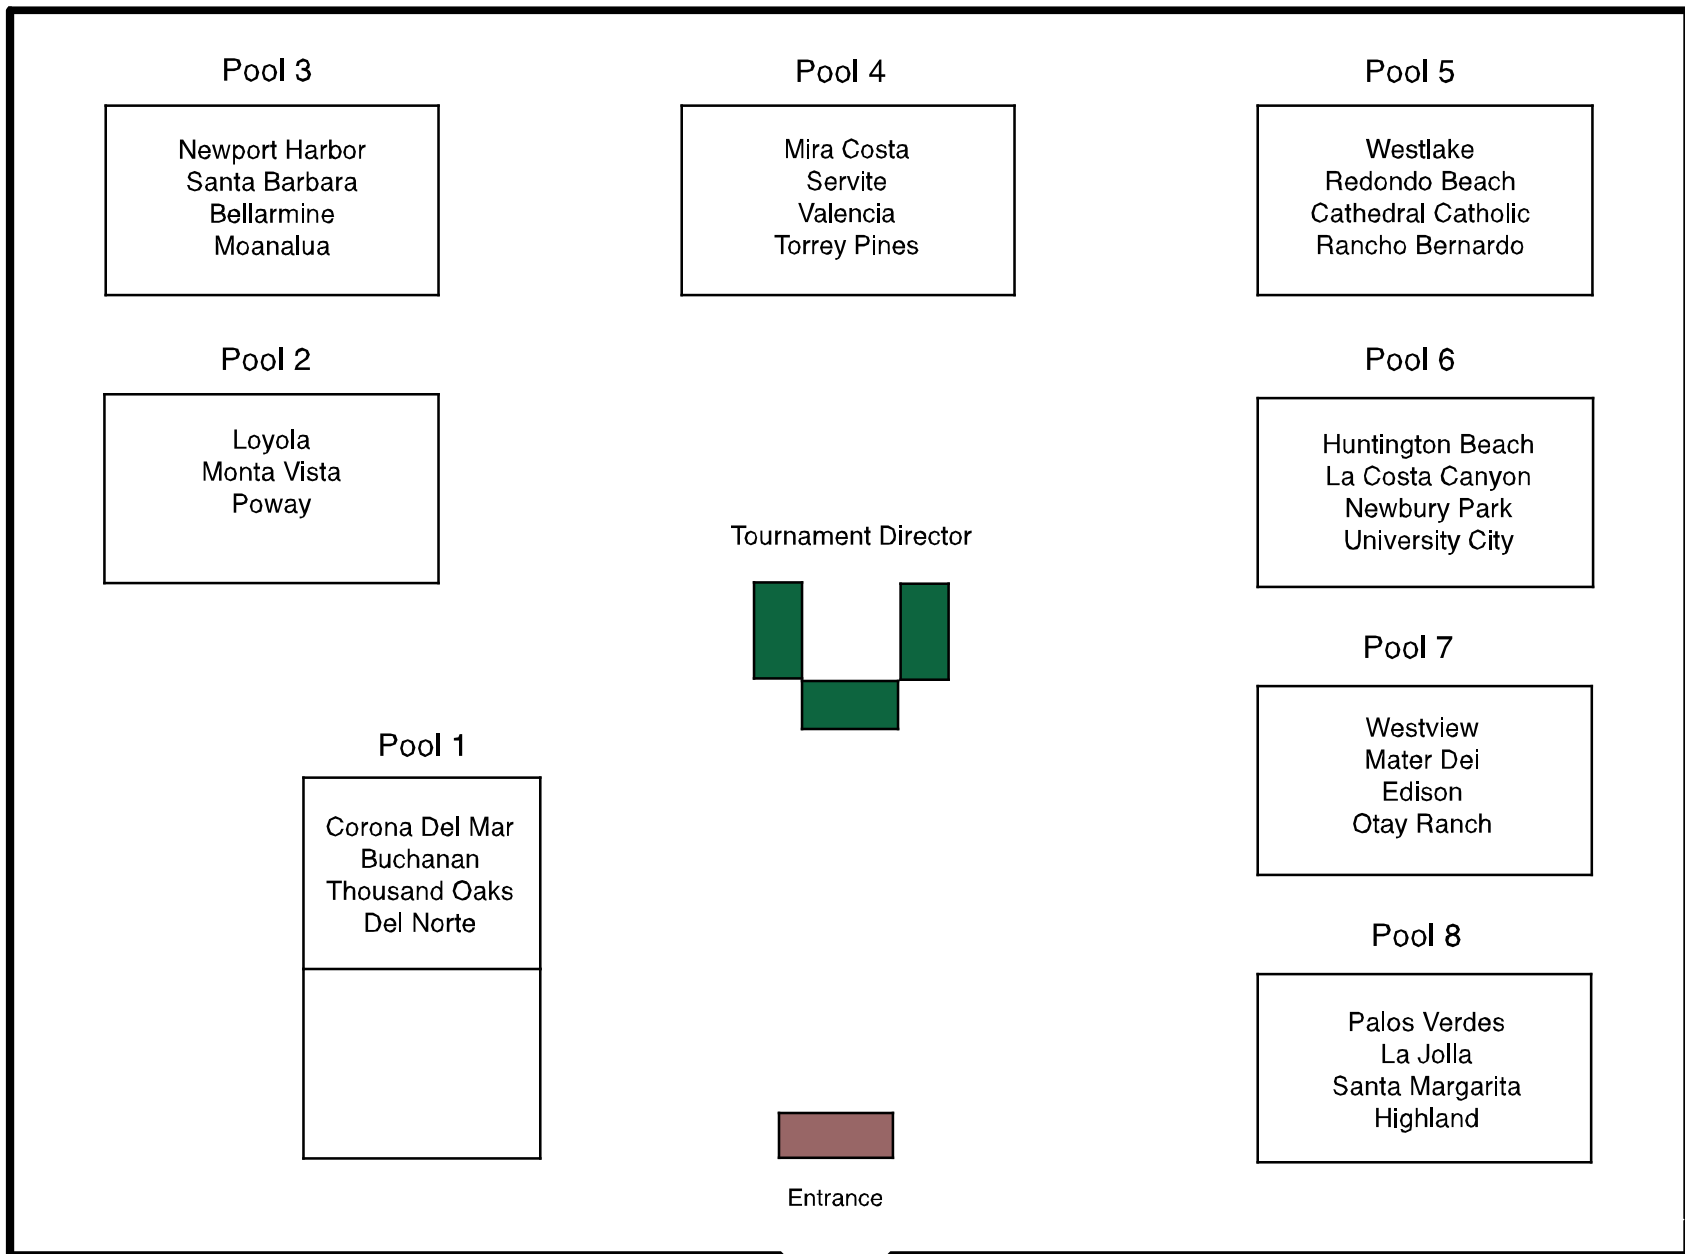 Pool 3
Newport Harbor
Santa Barbara
Bellarmine
Moanalua
Pool 4
Mira Costa
Servite
Valencia
Torrey Pines
Pool 5
Westlake
Redondo Beach
Cathedral Catholic
Rancho Bernardo
Pool 2
Loyola
Monta Vista
Poway
Pool 6
Huntington Beach
La Costa Canyon
Newbury Park
University City
Tournament Director
Pool 7
Westview
Mater Dei
Edison
Otay Ranch
Pool 1
Corona Del Mar
Buchanan
Thousand Oaks
Del Norte
Pool 8
Palos Verdes
La Jolla
Santa Margarita
Highland
Entrance